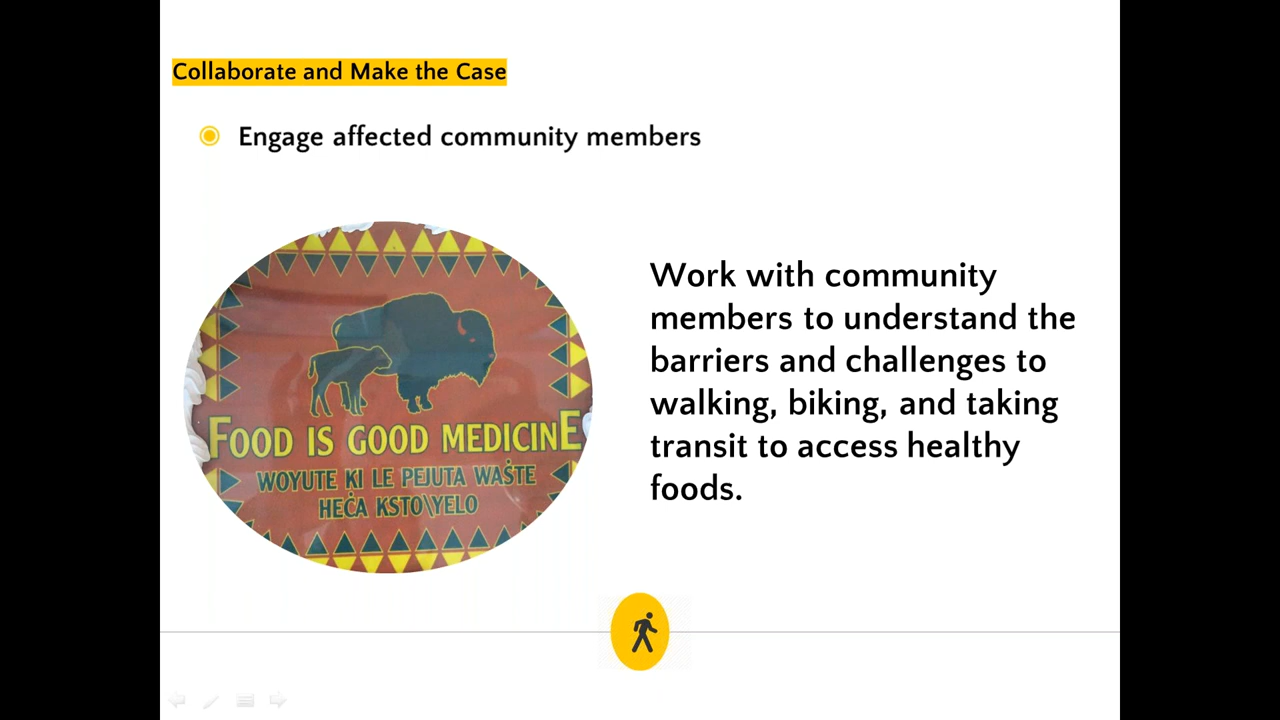 Collaborate and Make the Case
Engage affected community members
FOOD IS GOOD MEDICINE
WOYUTE KI LE PEJUTA WAṠTE
HEĊA KSTO\YELO
Work with community
members to understand the
barriers and challenges to
walking, biking, and taking
transit to access healthy
foods.